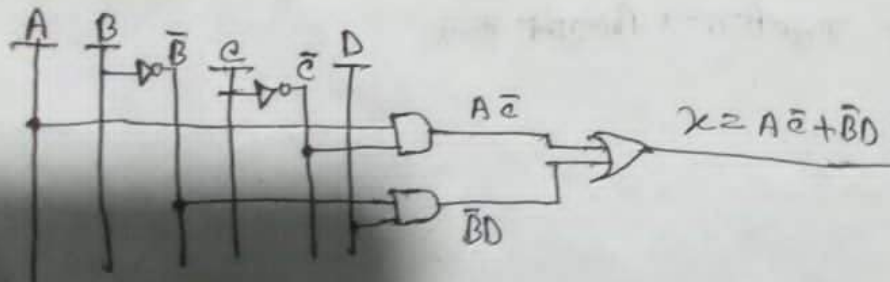 A B B̅ C C̅ D
AC̅
x = AC̅ + B̅D
B̅D